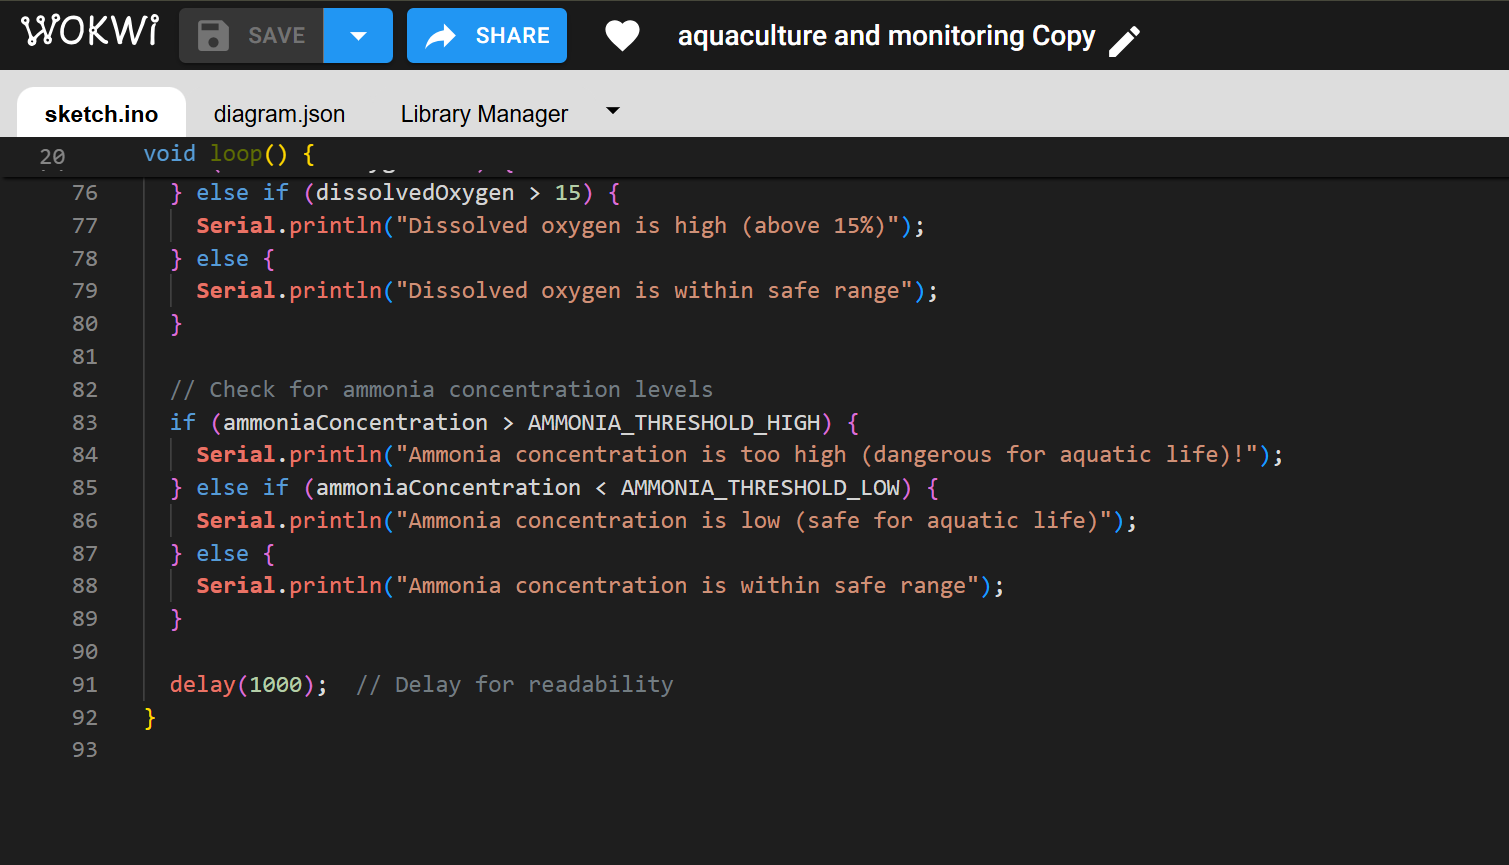 WOKWI SAVE SHARE aquaculture and monitoring Copy
sketch.ino diagram.json Library Manager
20 void loop() {
76 } else if (dissolvedOxygen > 15) {
77 Serial.println("Dissolved oxygen is high (above 15%)");
78 } else {
79 Serial.println("Dissolved oxygen is within safe range");
80 }
81
82 // Check for ammonia concentration levels
83 if (ammoniaConcentration > AMMONIA_THRESHOLD_HIGH) {
84 Serial.println("Ammonia concentration is too high (dangerous for aquatic life)!");
85 } else if (ammoniaConcentration < AMMONIA_THRESHOLD_LOW) {
86 Serial.println("Ammonia concentration is low (safe for aquatic life)");
87 } else {
88 Serial.println("Ammonia concentration is within safe range");
89 }
90
91 delay(1000); // Delay for readability
92 }
93